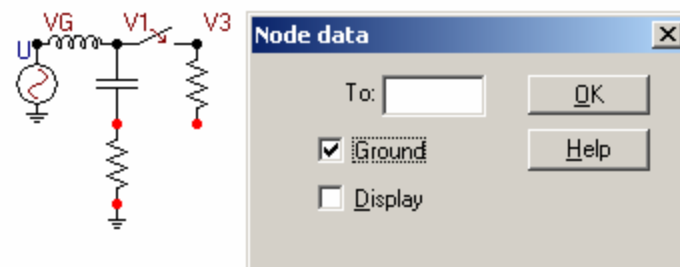 VG V1 V3
U
Node data
To:
OK
Ground
Help
Display